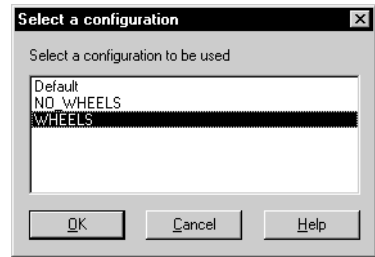 Select a configuration
Select a configuration to be used
Default
NO_WHEELS
WHEELS
OK
Cancel
Help